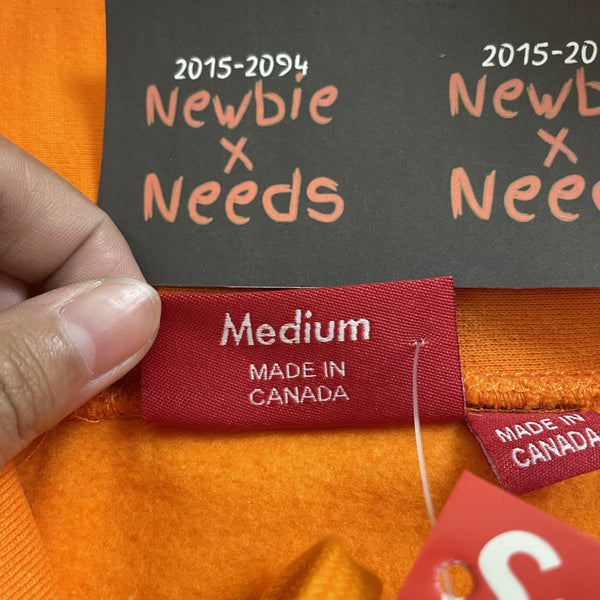 2015-2094
Newbie
x
Needs
2015-20
Newb
x
Need
Medium
MADE IN
CANADA
MADE IN
CANADA
S